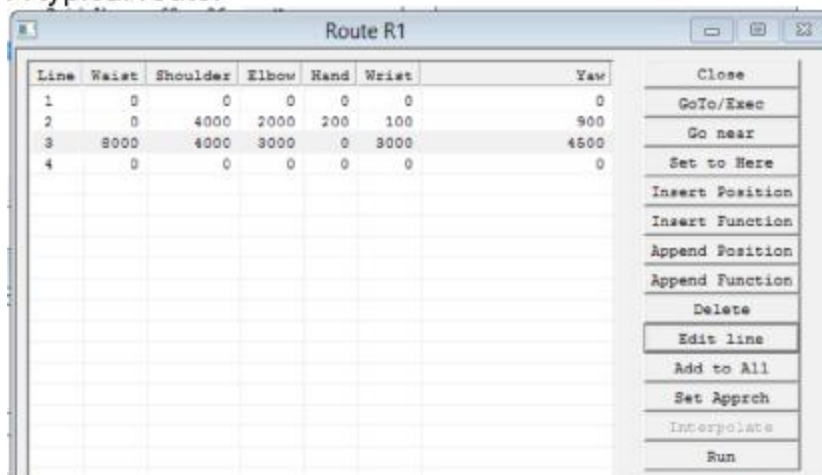 Route R1
Line Waist Shoulder Elbow Hand Wrist Yaw
1 0 0 0 0 0 0
2 0 4000 2000 200 100 900
3 8000 4000 3000 0 3000 4500
4 0 0 0 0 0 0
Close
GoTo/Exec
Go near
Set to Here
Insert Position
Insert Function
Append Position
Append Function
Delete
Edit line
Add to All
Set Apprch
Interpolate
Run